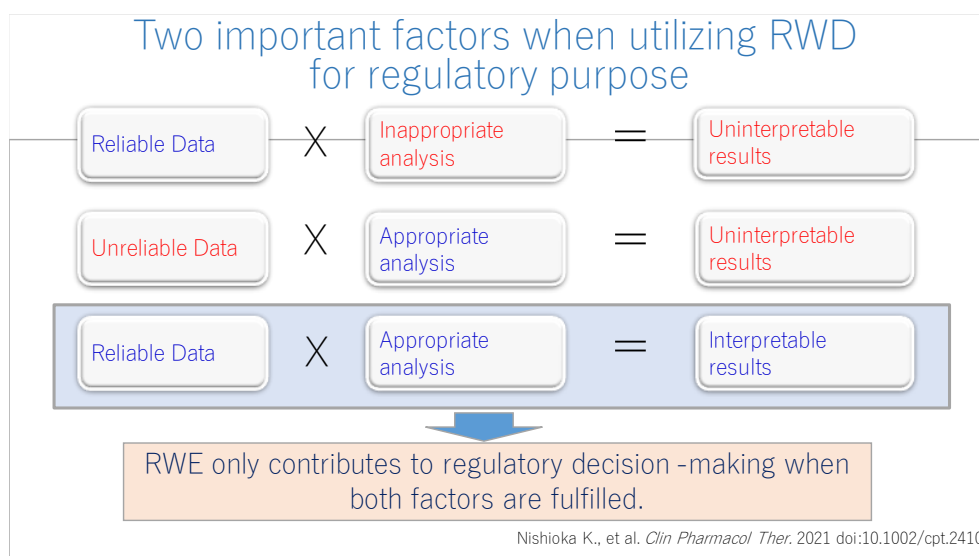 Two important factors when utilizing RWD
for regulatory purpose
Reliable Data X Inappropriate analysis = Uninterpretable results
Unreliable Data X Appropriate analysis = Uninterpretable results
Reliable Data X Appropriate analysis = Interpretable results
RWE only contributes to regulatory decision -making when
both factors are fulfilled.
Nishioka K., et al. Clin Pharmacol Ther. 2021 doi:10.1002/cpt.2410